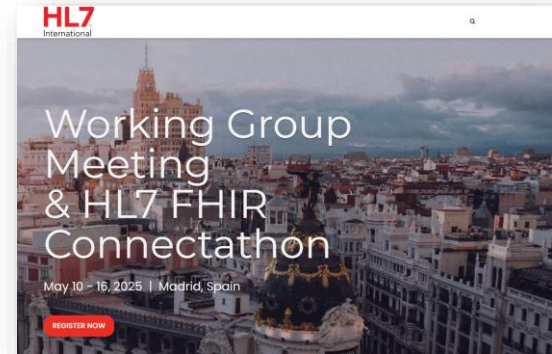 HL7
International
Working Group
Meeting
& HL7 FHIR
Connectathon
May 10 - 16, 2025 | Madrid, Spain
REGISTER NOW